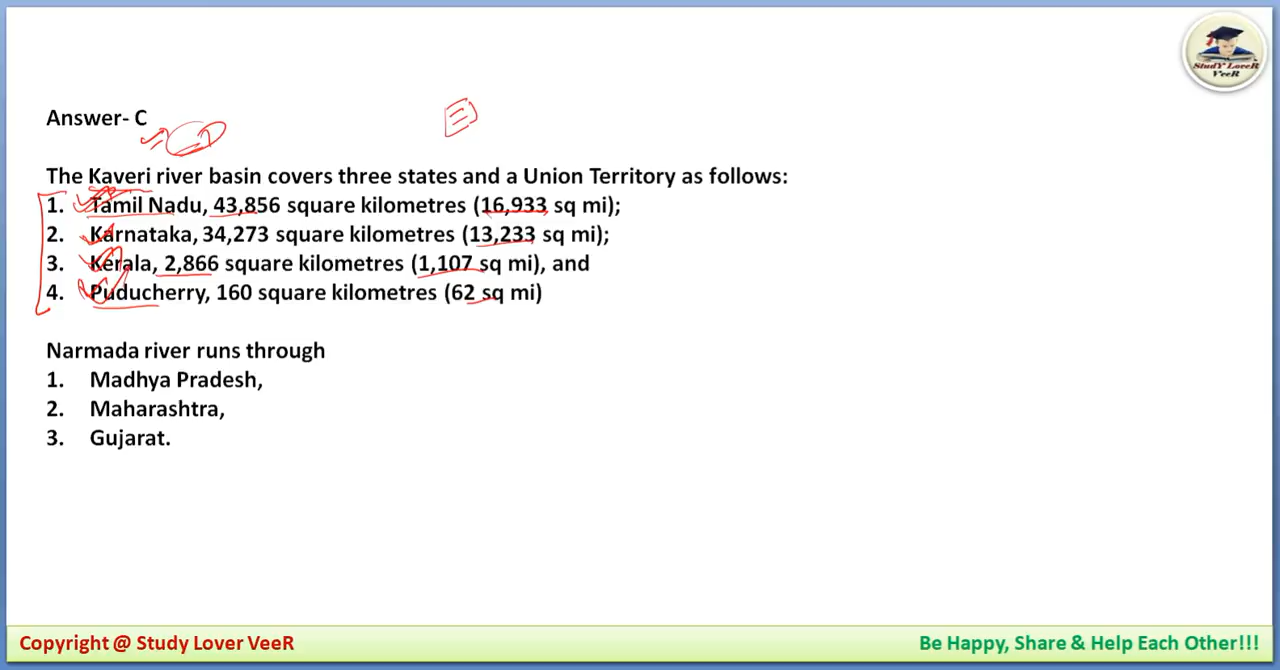 StudY LoveR
VeeR
Answer- C
The Kaveri river basin covers three states and a Union Territory as follows:
1. Tamil Nadu, 43,856 square kilometres (16,933 sq mi);
2. Karnataka, 34,273 square kilometres (13,233 sq mi);
3. Kerala, 2,866 square kilometres (1,107 sq mi), and
4. Puducherry, 160 square kilometres (62 sq mi)
Narmada river runs through
1. Madhya Pradesh,
2. Maharashtra,
3. Gujarat.
Copyright @ Study Lover VeeR
Be Happy, Share & Help Each Other!!!